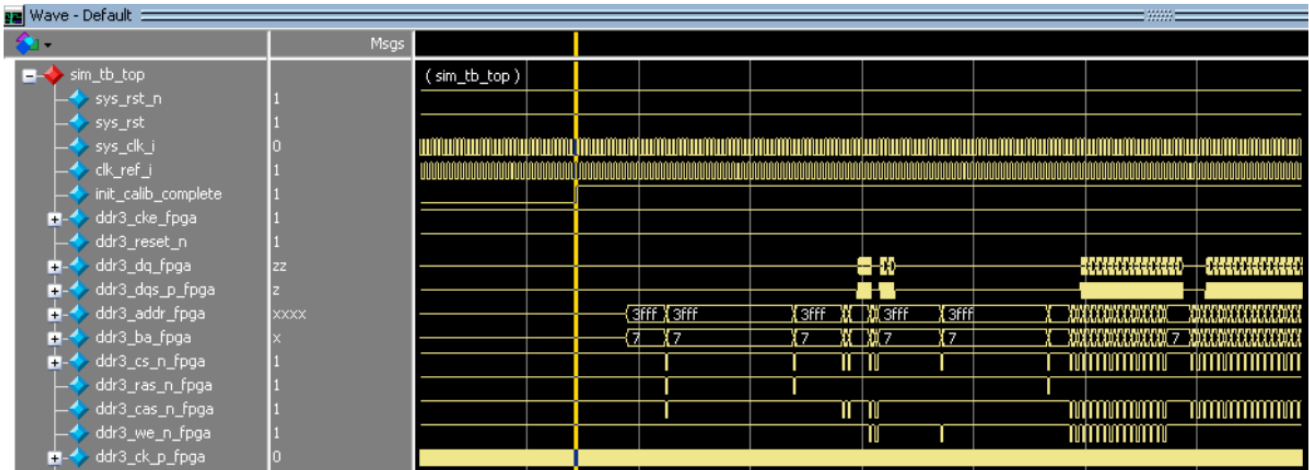 Wave - Default
Msgs
sim_tb_top ( sim_tb_top )
sys_rst_n 1
sys_rst 1
sys_clk_i 0
clk_ref_i 1
init_calib_complete 1
ddr3_cke_fpga 1
ddr3_reset_n 1
ddr3_dq_fpga zz
ddr3_dqs_p_fpga z
ddr3_addr_fpga xxxx 3fff 3fff 3fff 3fff 3fff
ddr3_ba_fpga x 7 7 7 7 7 7
ddr3_cs_n_fpga 1
ddr3_ras_n_fpga 1
ddr3_cas_n_fpga 1
ddr3_we_n_fpga 1
ddr3_ck_p_fpga 0